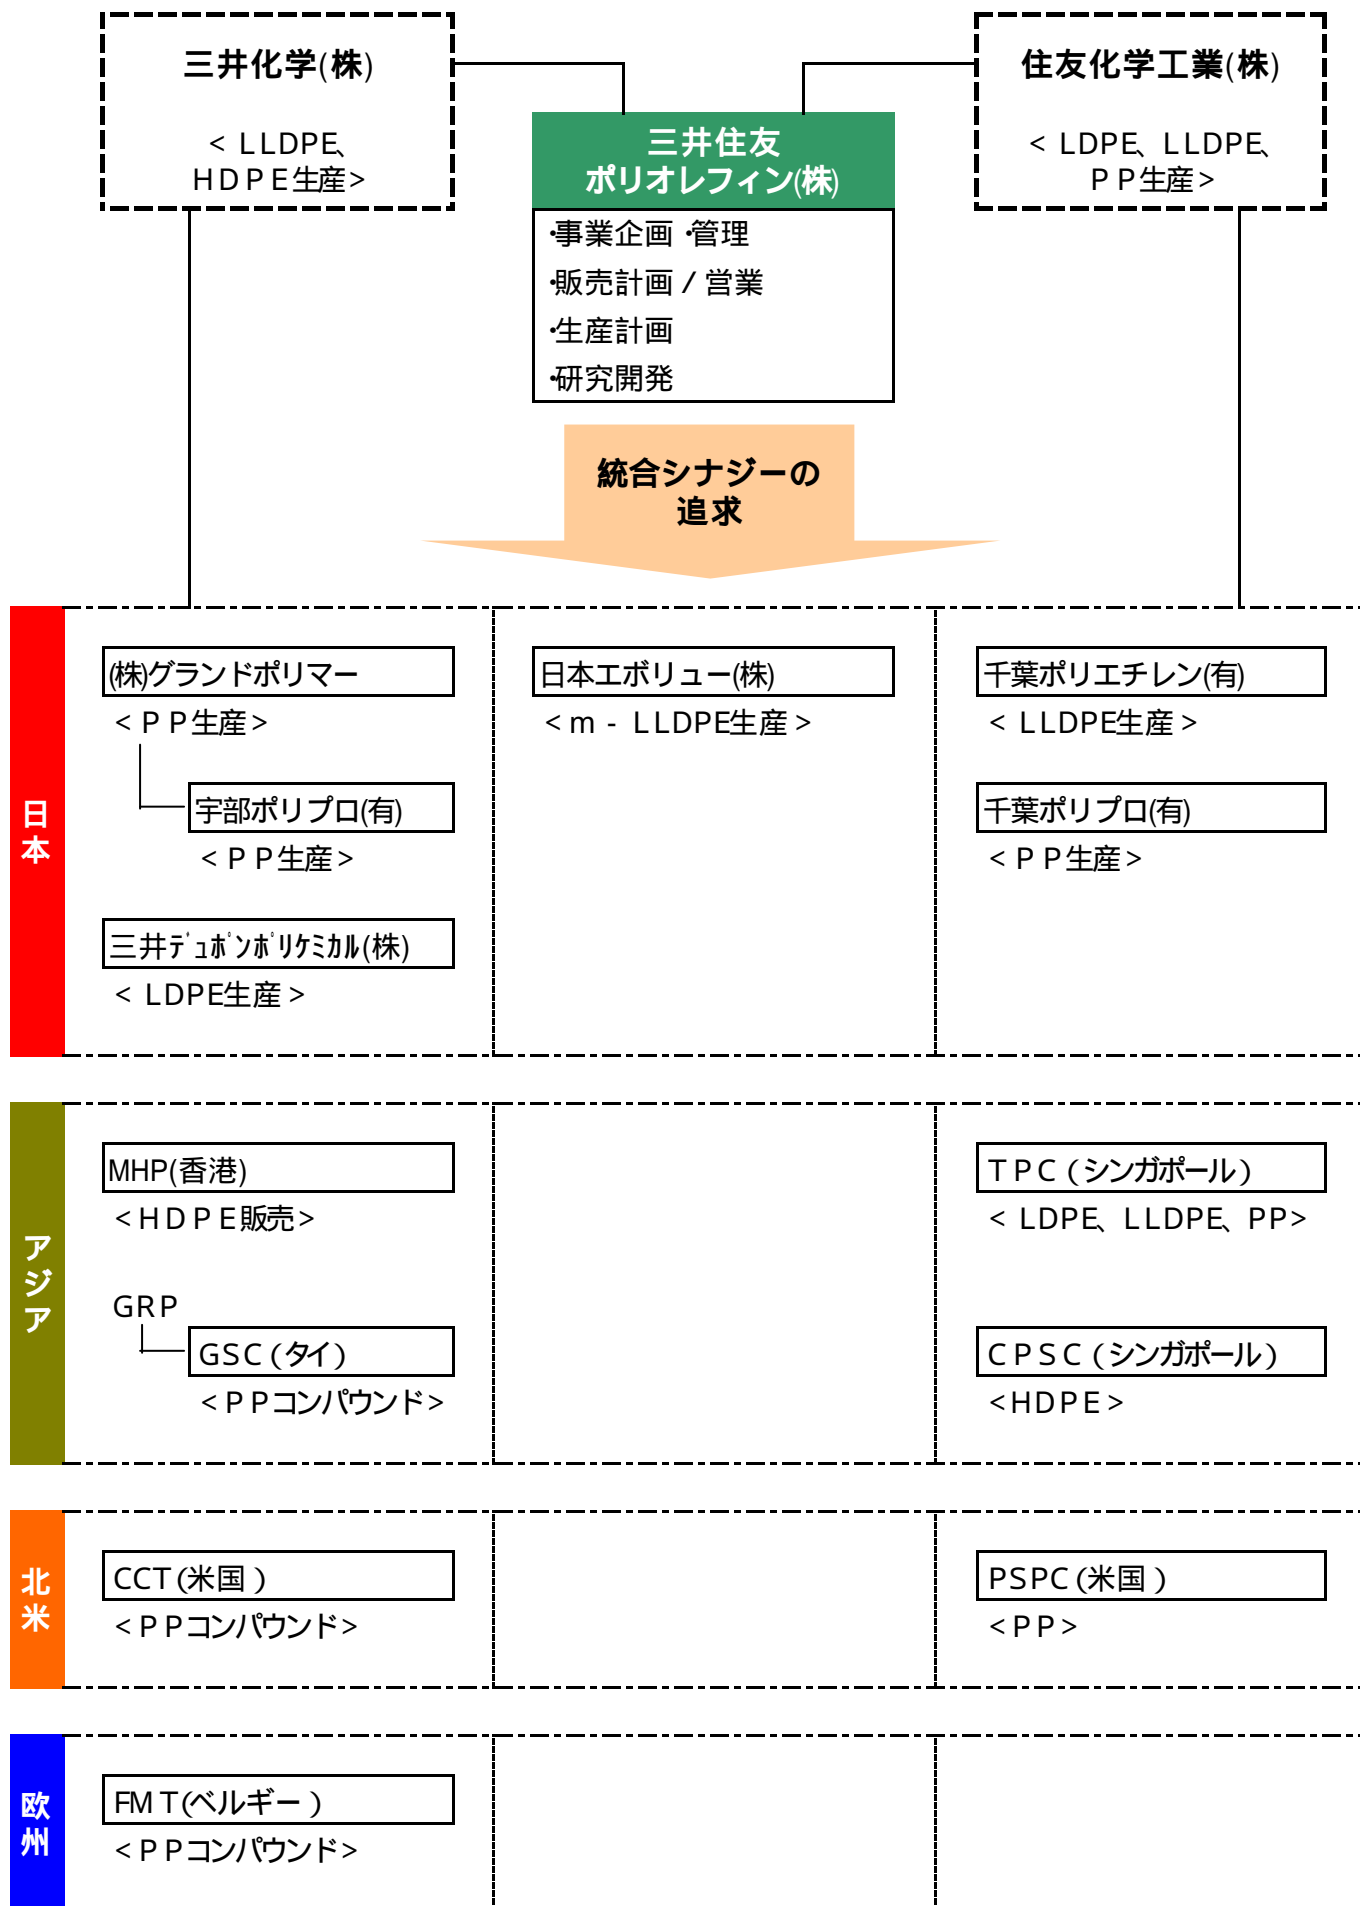 三井化学(株)
< LLDPE、
HDPE生産>
三井住友
ポリオレフィン(株)
・事業企画・管理
・販売計画/営業
・生産計画
・研究開発
住友化学工業(株)
< LDPE、LLDPE、
PP生産>
統合シナジーの
追求
日本
(株)グランドポリマー
<PP生産>
宇部ポリプロ(有)
<PP生産>
三井デュポンポリケミカル(株)
< LDPE生産>
日本エボリュー(株)
<m - LLDPE生産>
千葉ポリエチレン(有)
< LLDPE生産>
千葉ポリプロ(有)
<PP生産>
アジア
MHP(香港)
<HDPE販売>
GRP
GSC(タイ)
<PPコンパウンド>
TPC(シンガポール)
< LDPE、LLDPE、PP>
CPSC(シンガポール)
<HDPE>
北米
CCT(米国)
<PPコンパウンド>
PSPC(米国)
<PP>
欧州
FMT(ベルギー)
<PPコンパウンド>